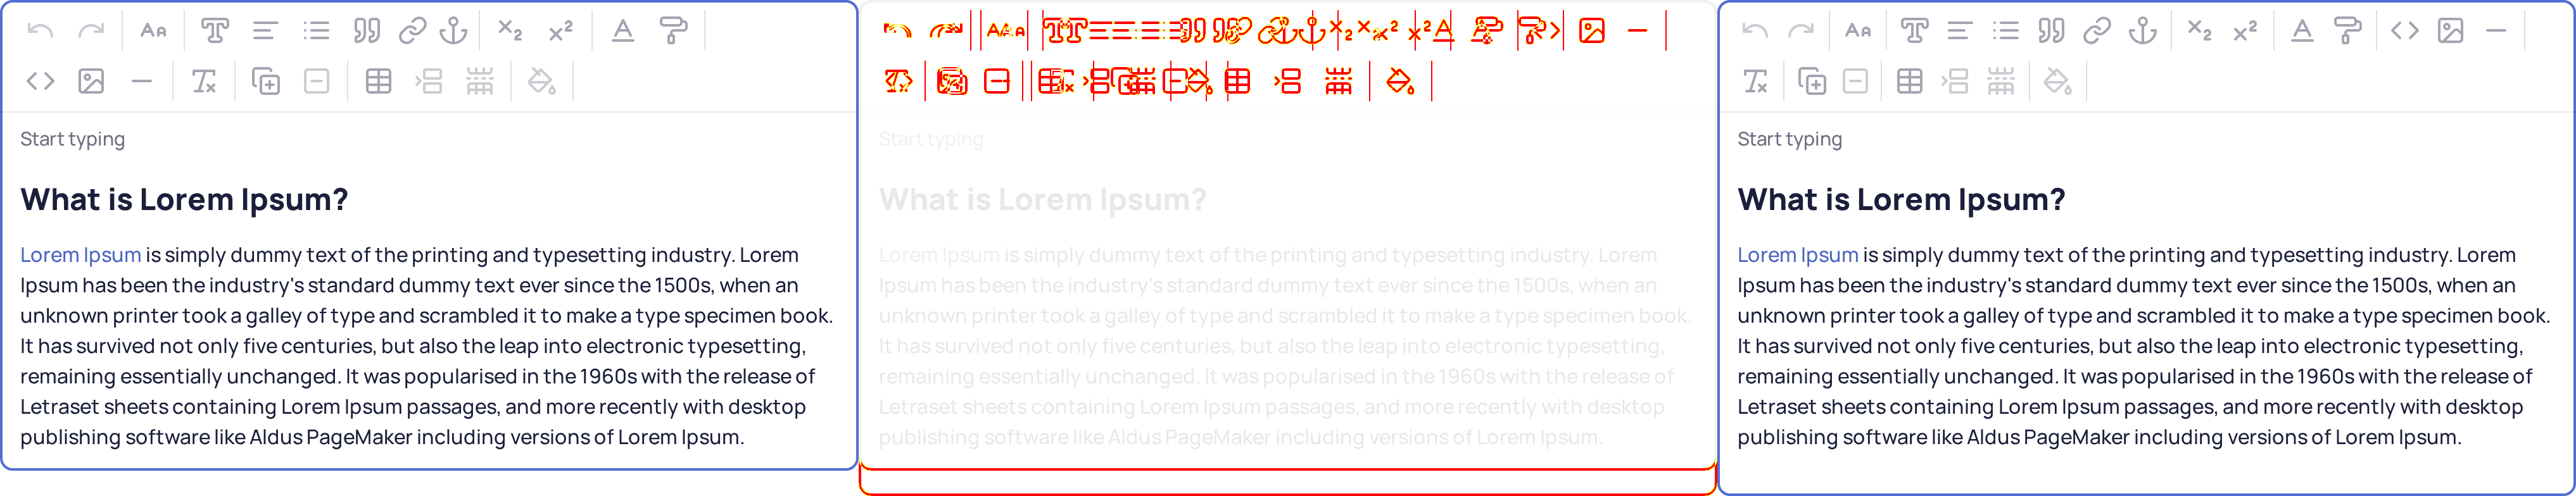 Start typing
What is Lorem Ipsum?
Lorem Ipsum is simply dummy text of the printing and typesetting industry. Lorem
Ipsum has been the industry's standard dummy text ever since the 1500s, when an
unknown printer took a galley of type and scrambled it to make a type specimen book.
It has survived not only five centuries, but also the leap into electronic typesetting,
remaining essentially unchanged. It was popularised in the 1960s with the release of
Letraset sheets containing Lorem Ipsum passages, and more recently with desktop
publishing software like Aldus PageMaker including versions of Lorem Ipsum.
Start typing
What is Lorem Ipsum?
Lorem Ipsum is simply dummy text of the printing and typesetting industry. Lorem
Ipsum has been the industry's standard dummy text ever since the 1500s, when an
unknown printer took a galley of type and scrambled it to make a type specimen book.
It has survived not only five centuries, but also the leap into electronic typesetting,
remaining essentially unchanged. It was popularised in the 1960s with the release of
Letraset sheets containing Lorem Ipsum passages, and more recently with desktop
publishing software like Aldus PageMaker including versions of Lorem Ipsum.
Start typing
What is Lorem Ipsum?
Lorem Ipsum is simply dummy text of the printing and typesetting industry. Lorem
Ipsum has been the industry's standard dummy text ever since the 1500s, when an
unknown printer took a galley of type and scrambled it to make a type specimen book.
It has survived not only five centuries, but also the leap into electronic typesetting,
remaining essentially unchanged. It was popularised in the 1960s with the release of
Letraset sheets containing Lorem Ipsum passages, and more recently with desktop
publishing software like Aldus PageMaker including versions of Lorem Ipsum.